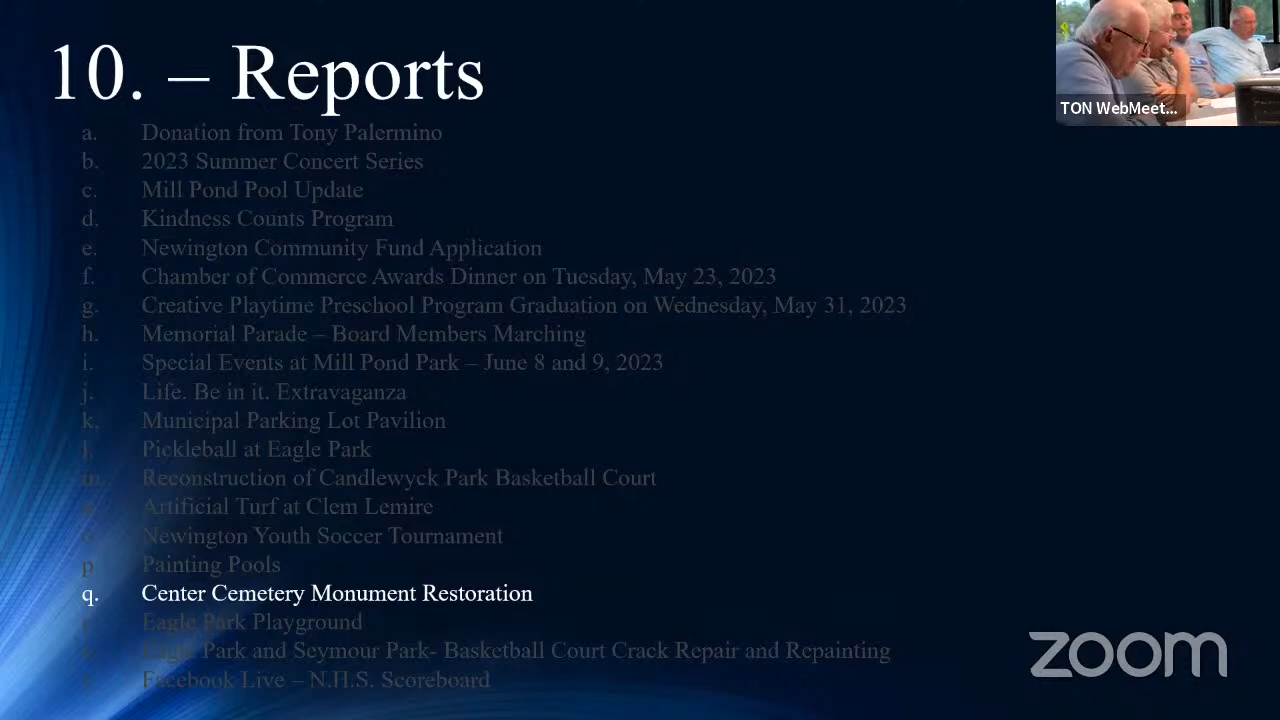 10. – Reports
a. Donation from Tony Palermino
b. 2023 Summer Concert Series
c. Mill Pond Pool Update
d. Kindness Counts Program
e. Newington Community Fund Application
f. Chamber of Commerce Awards Dinner on Tuesday, May 23, 2023
g. Creative Playtime Preschool Program Graduation on Wednesday, May 31, 2023
h. Memorial Parade – Board Members Marching
i. Special Events at Mill Pond Park – June 8 and 9, 2023
j. Life. Be in it. Extravaganza
k. Municipal Parking Lot Pavilion
l. Pickleball at Eagle Park
m. Reconstruction of Candlewyck Park Basketball Court
Artificial Turf at Clem Lemire
o. Newington Youth Soccer Tournament
p. Painting Pools
q. Center Cemetery Monument Restoration
Eagle Park Playground
Eagle Park and Seymour Park- Basketball Court Crack Repair and Repainting
Facebook Live – N.H.S. Scoreboard
TON WebMeet...
zoom